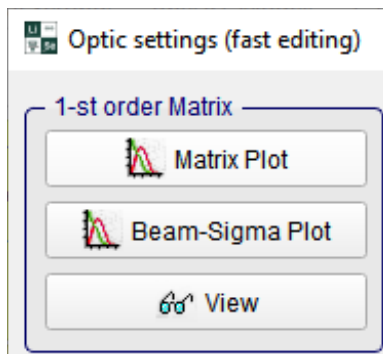 Optic settings (fast editing)
1-st order Matrix
Matrix Plot
Beam-Sigma Plot
View